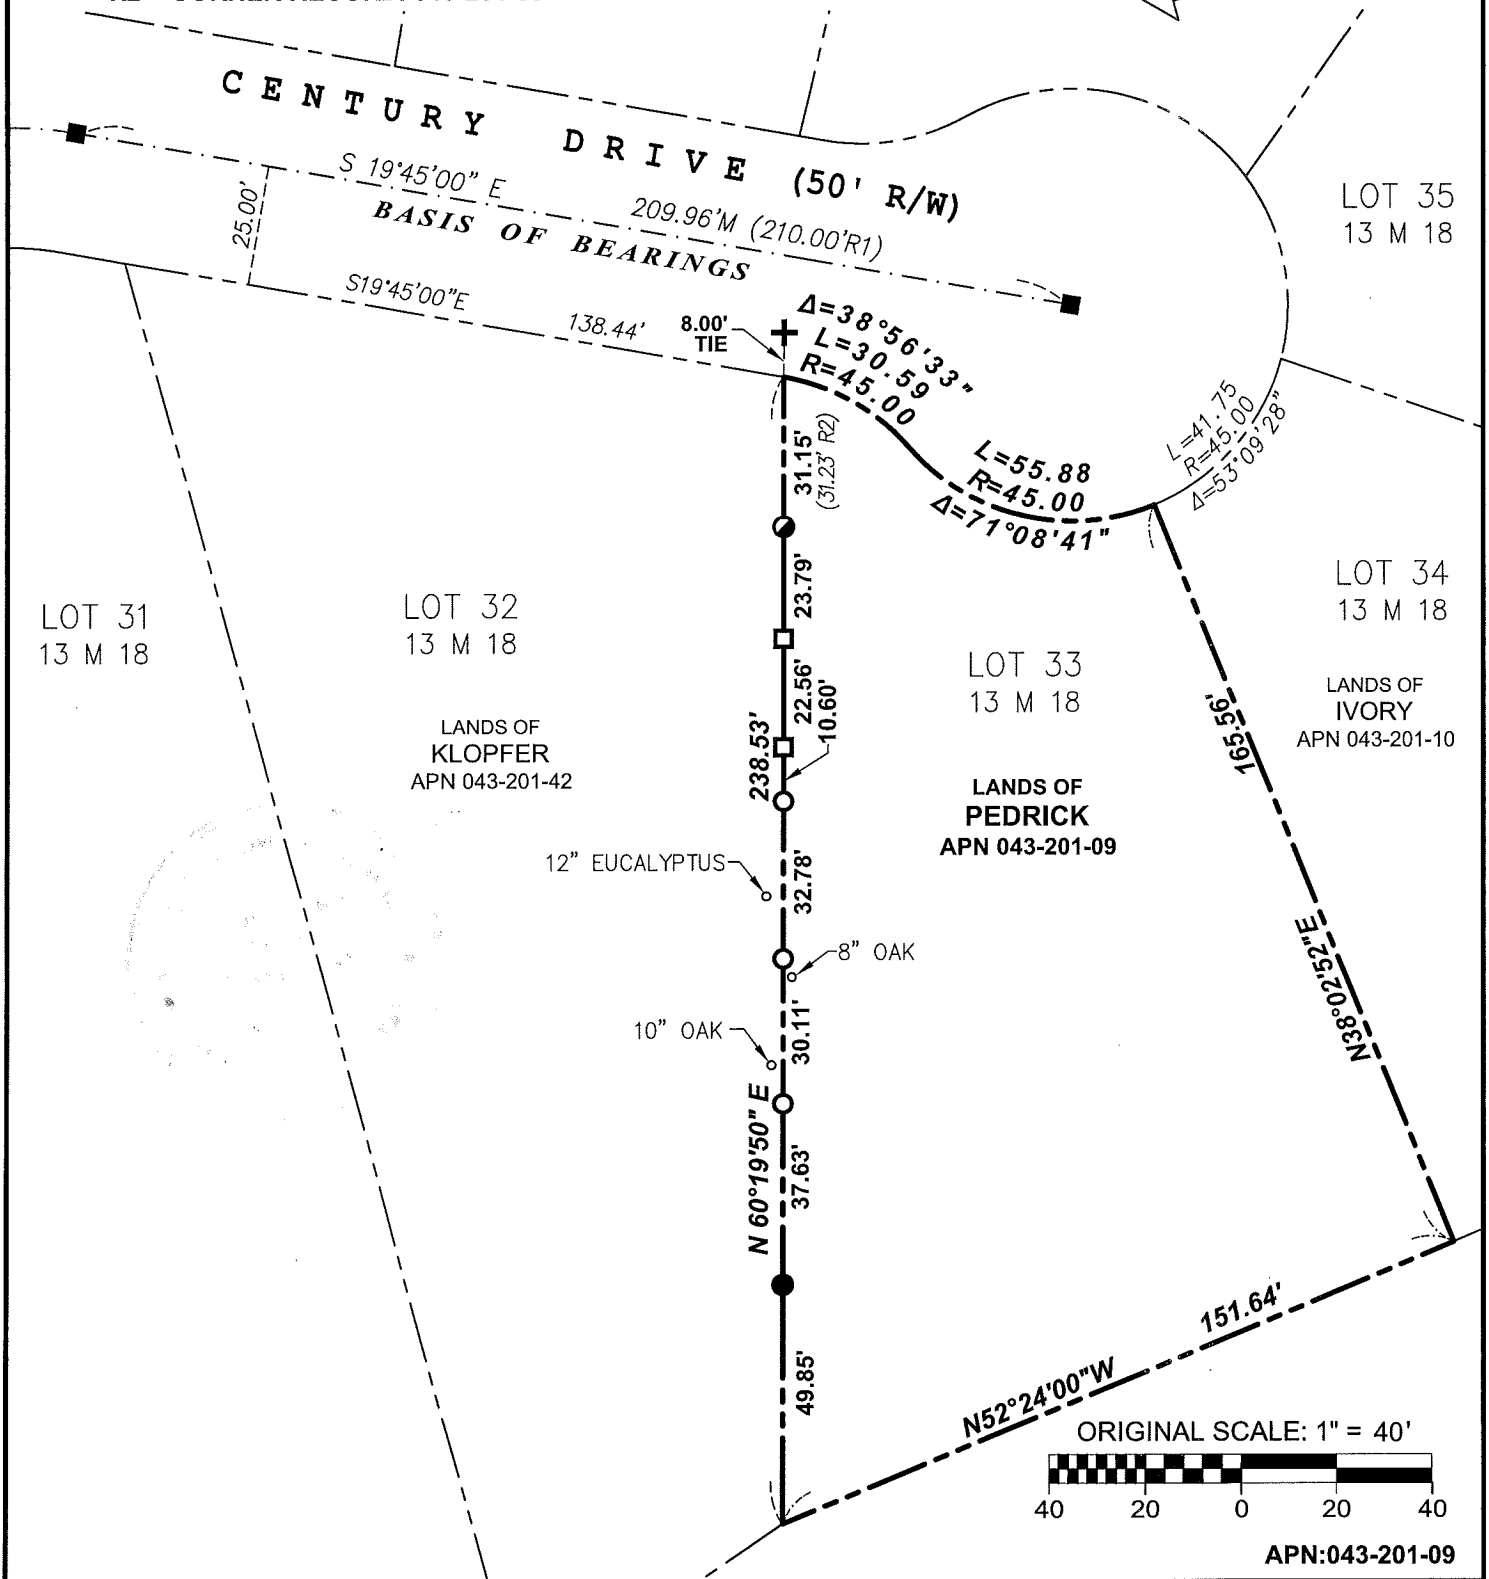 CENTURY DRIVE (50' R/W)
S 19°45'00" E
209.96'M (210.00'R1)
BASIS OF BEARINGS
25.00'
S19°45'00"E
138.44'
8.00'
TIE
Δ=38°56'33"
L=30.59
R=45.00
L=55.88
R=45.00
Δ=71°08'41"
L=41.75
R=45.00
Δ=53°09'28"
LOT 35
13 M 18
31.15'
(31.23' R2)
23.79'
22.56'
10.60'
238.53'
32.78'
30.11'
37.63'
49.85'
N 60°19'50" E
LOT 31
13 M 18
LOT 32
13 M 18
LANDS OF
KLOPFER
APN 043-201-42
LOT 33
13 M 18
LANDS OF
PEDRICK
APN 043-201-09
LOT 34
13 M 18
LANDS OF
IVORY
APN 043-201-10
165.56'
N38°02'52"E
12" EUCALYPTUS
8" OAK
10" OAK
151.64'
N52°24'00"W
ORIGINAL SCALE: 1" = 40'
40 20 0 20 40
APN:043-201-09